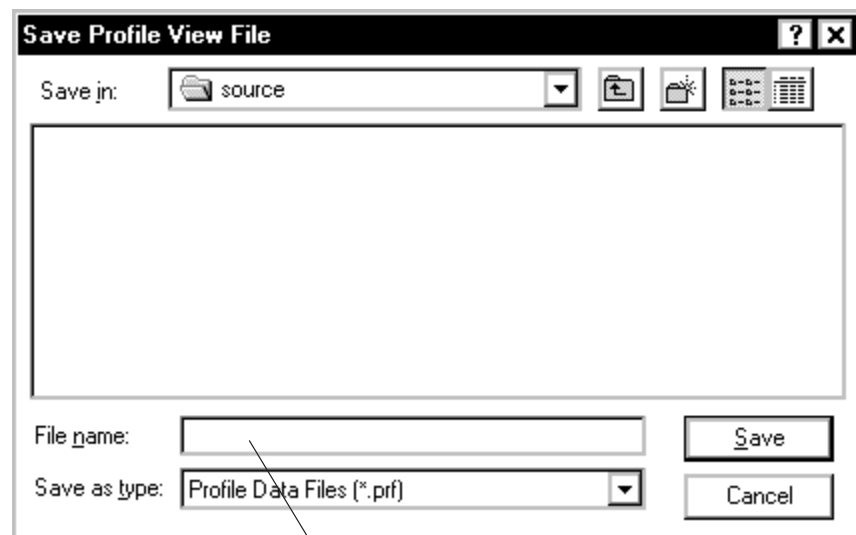 Save Profile View File
Save in: source
File name:
Save
Save as type: Profile Data Files (*.prf)
Cancel